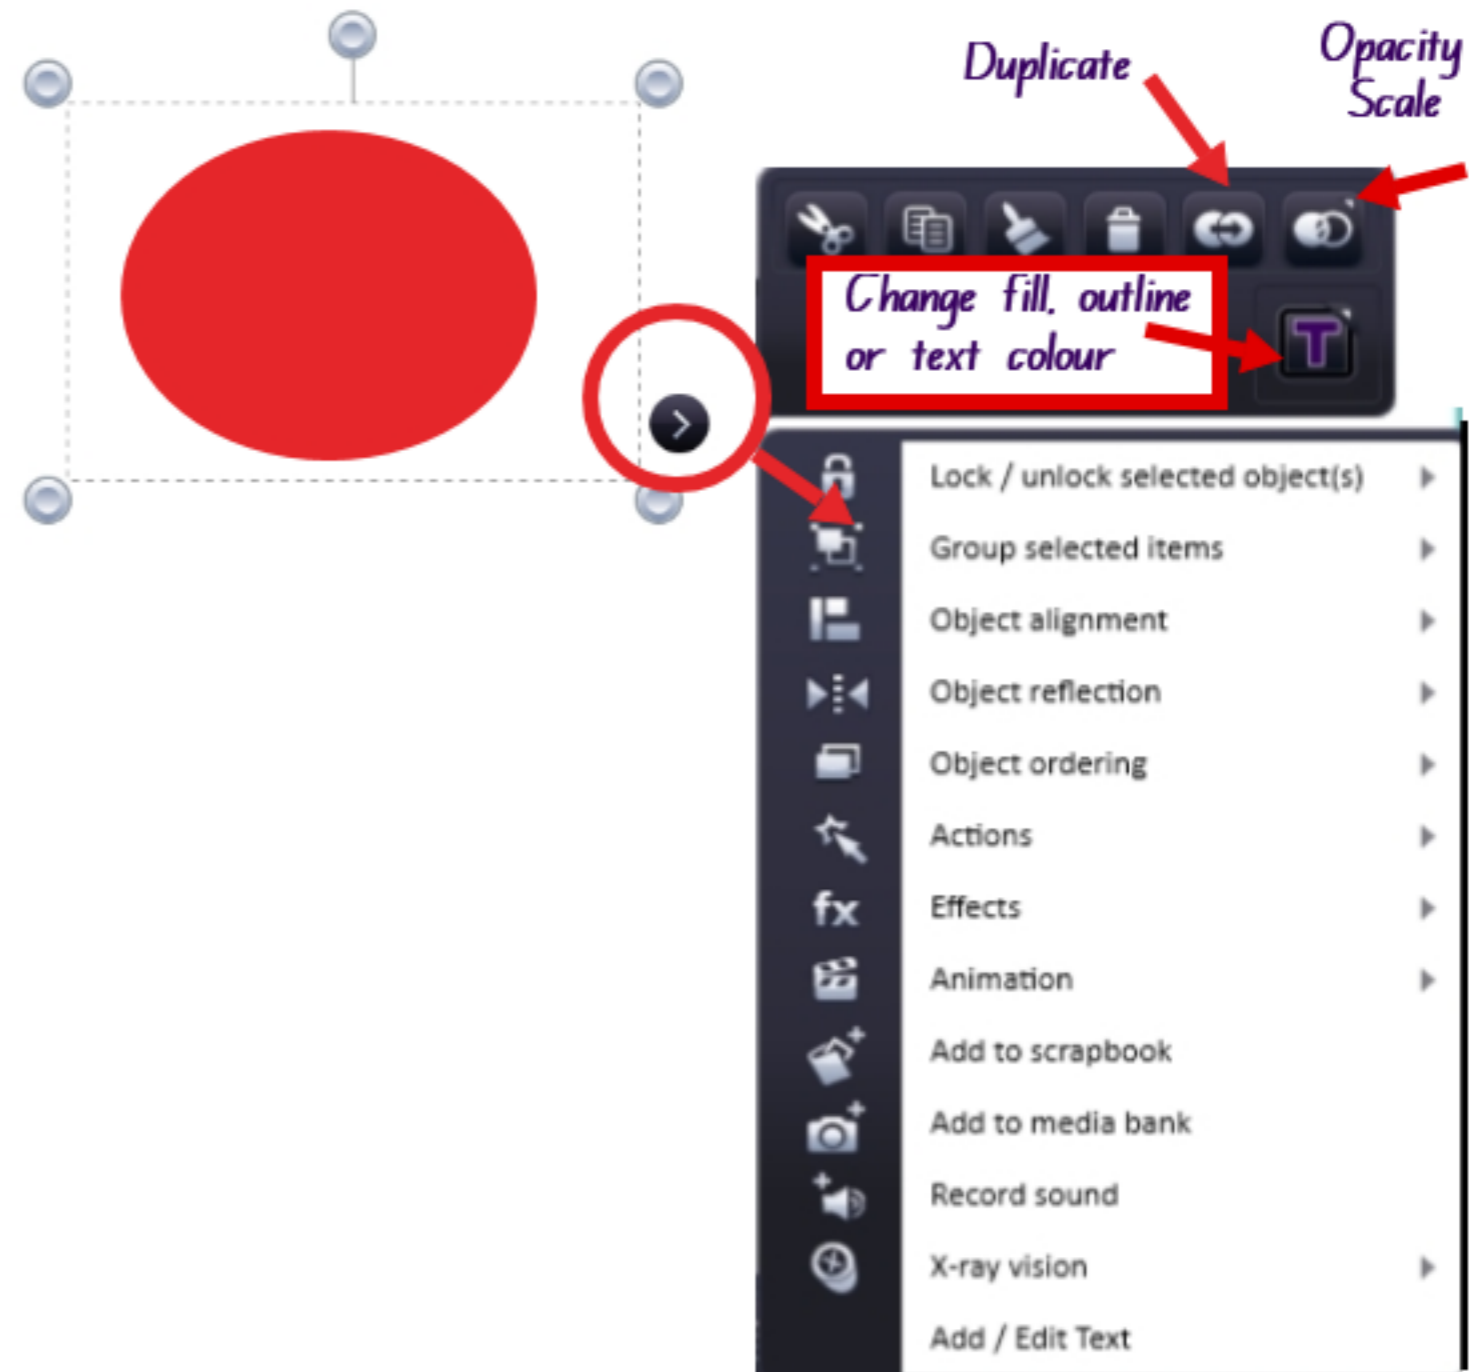 Duplicate
Opacity
Scale
Change fill, outline
or text colour
T
Lock / unlock selected object(s)
Group selected items
Object alignment
Object reflection
Object ordering
Actions
fx
Effects
Animation
Add to scrapbook
Add to media bank
Record sound
X-ray vision
Add / Edit Text